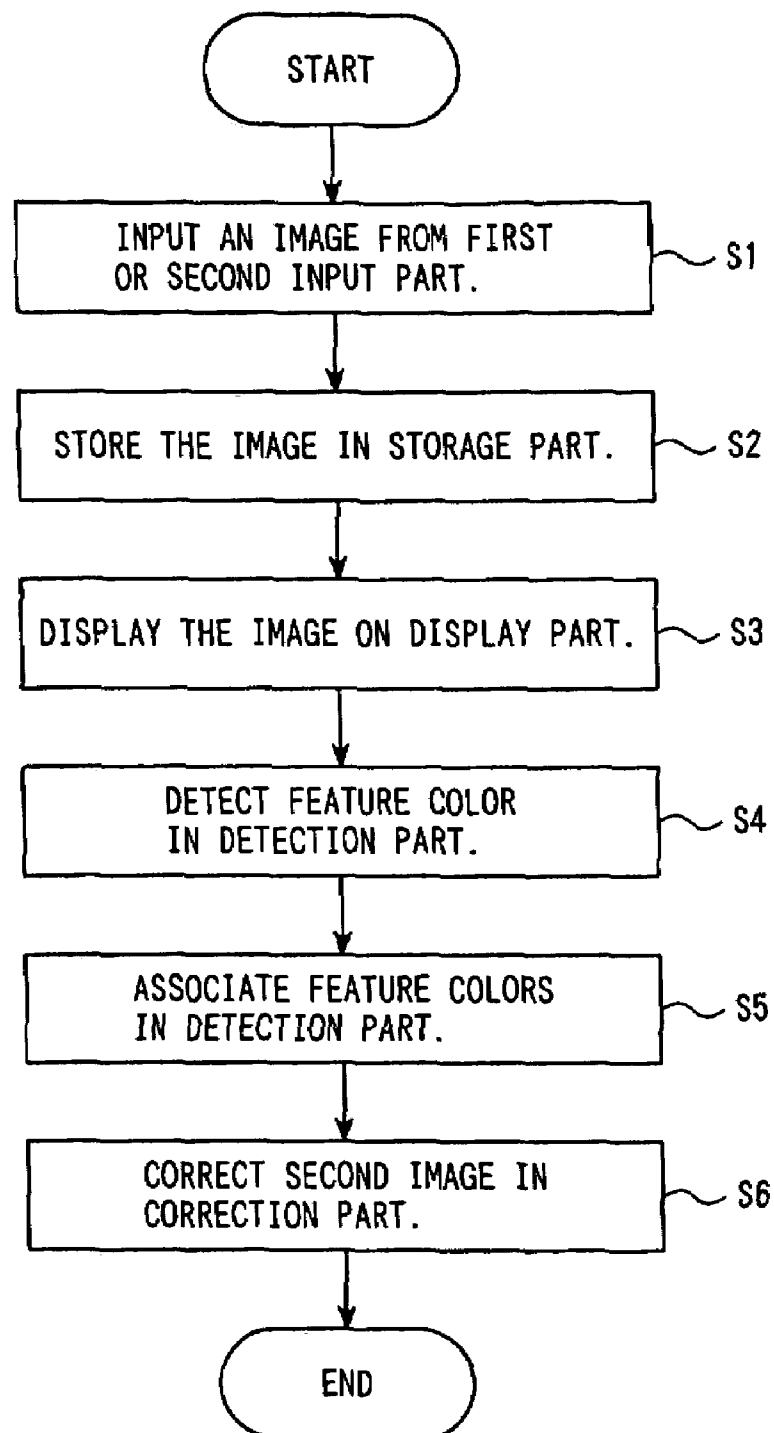 START
INPUT AN IMAGE FROM FIRST
OR SECOND INPUT PART.
S1
STORE THE IMAGE IN STORAGE PART.
S2
DISPLAY THE IMAGE ON DISPLAY PART.
S3
DETECT FEATURE COLOR
IN DETECTION PART.
S4
ASSOCIATE FEATURE COLORS
IN DETECTION PART.
S5
CORRECT SECOND IMAGE IN
CORRECTION PART.
S6
END